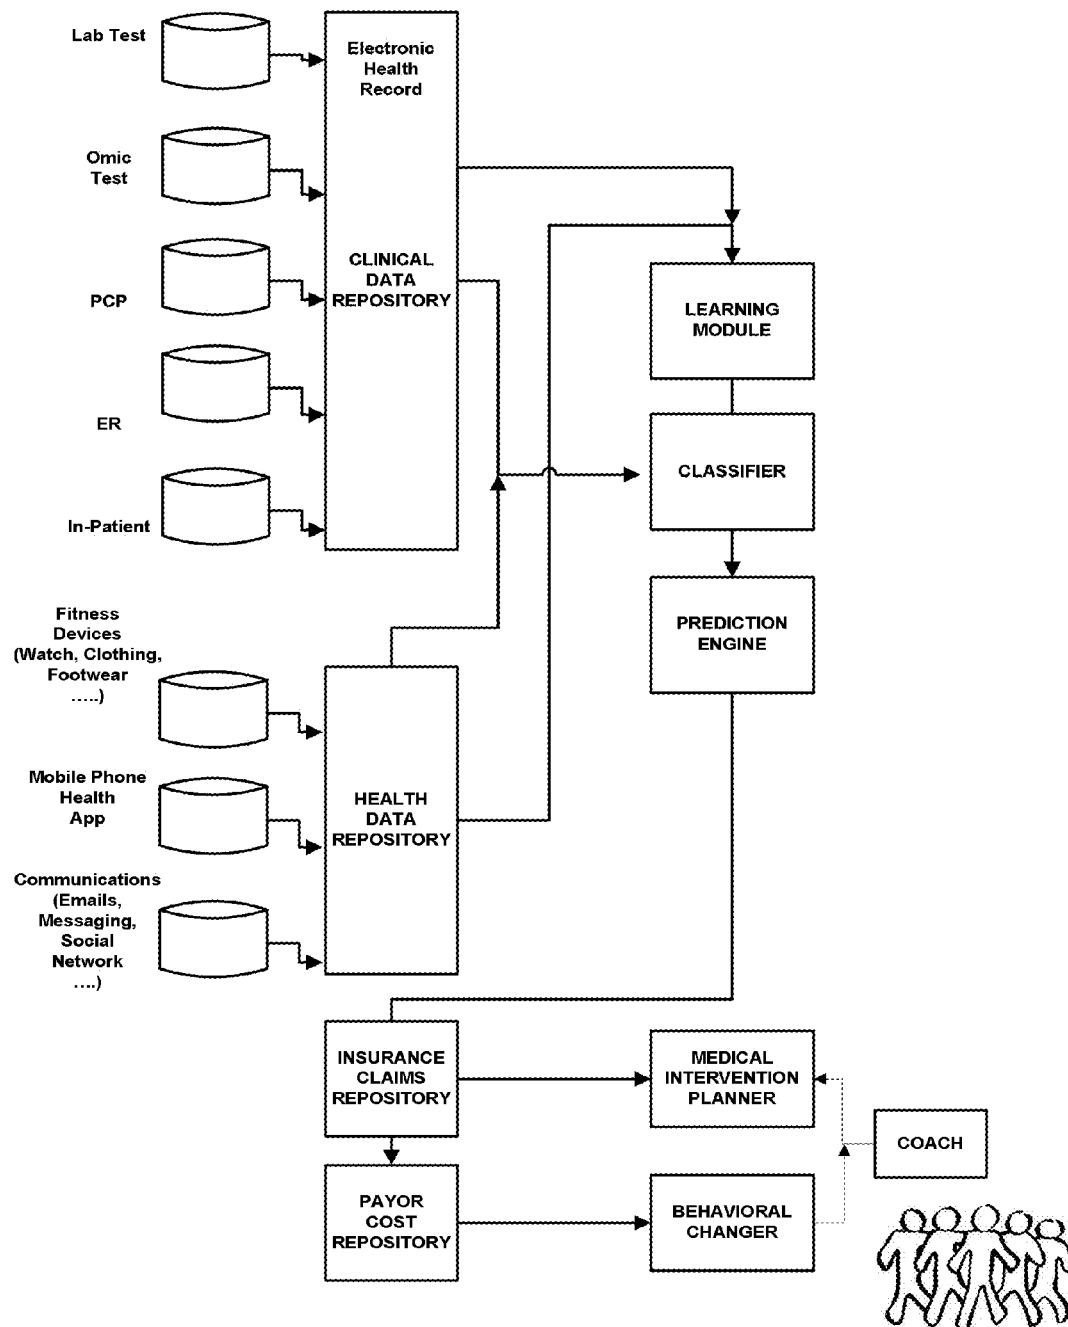 Lab Test
Electronic
Health
Record
Omic
Test
PCP
CLINICAL
DATA
REPOSITORY
LEARNING
MODULE
ER
CLASSIFIER
In-Patient
Fitness
Devices
(Watch, Clothing,
Footwear
.....)
PREDICTION
ENGINE
Mobile Phone
Health
App
HEALTH
DATA
REPOSITORY
Communications
(Emails,
Messaging,
Social
Network
....)
INSURANCE
CLAIMS
REPOSITORY
MEDICAL
INTERVENTION
PLANNER
COACH
PAYOR
COST
REPOSITORY
BEHAVIORAL
CHANGER